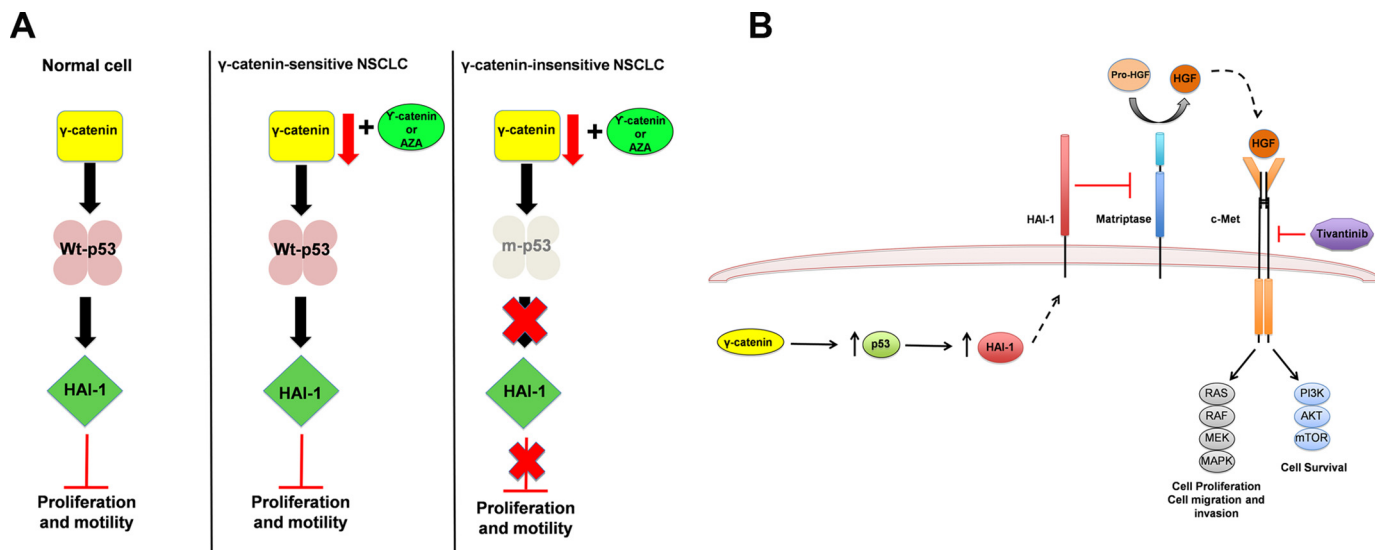 A
Normal cell
γ-catenin
Wt-p53
HAI-1
Proliferation
and motility
γ-catenin-sensitive NSCLC
γ-catenin
+
Ƴ-catenin
or
AZA
Wt-p53
HAI-1
Proliferation
and motility
γ-catenin-insensitive NSCLC
γ-catenin
+
Ƴ-catenin
or
AZA
m-p53
HAI-1
Proliferation
and motility
B
Pro-HGF
HGF
HGF
HAI-1
Matriptase
c-Met
Tivantinib
γ-catenin
p53
HAI-1
RAS
RAF
MEK
MAPK
Cell Proliferation
Cell migration and
invasion
PI3K
AKT
mTOR
Cell Survival